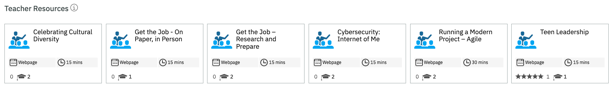 Teacher Resources
Celebrating Cultural
Diversity
Webpage 15 mins
0 2
Get the Job - On
Paper, in Person
Webpage 15 mins
0 1
Get the Job –
Research and
Prepare
Webpage 15 mins
0 2
Cybersecurity;
Internet of Me
Webpage 15 mins
0 2
Running a Modern
Project – Agile
Webpage 30 mins
0 2
Teen Leadership
Webpage 15 mins
1 1